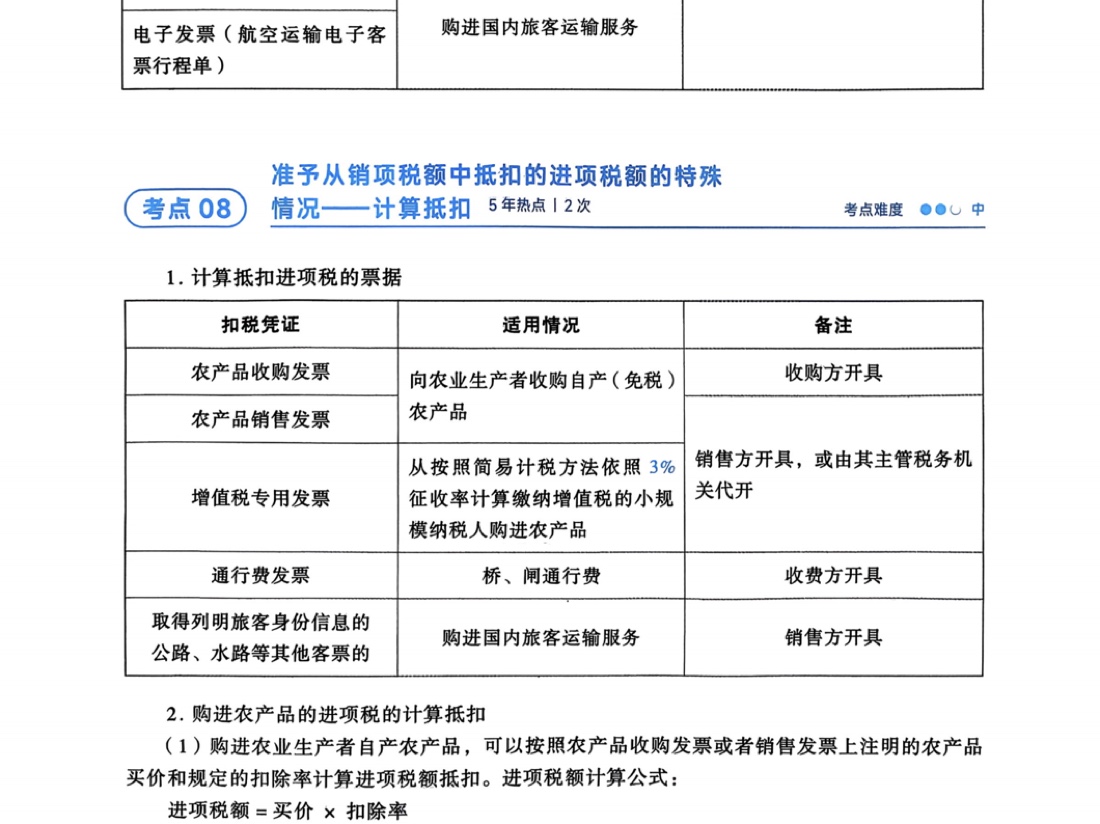 电子发票（航空运输电子客
票行程单）
购进国内旅客运输服务
考点 08
准予从销项税额中抵扣的进项税额的特殊
情况——计算抵扣
5年热点 | 2次
考点难度
中
1. 计算抵扣进项税的票据
扣税凭证
适用情况
备注
农产品收购发票
向农业生产者收购自产（免税）
农产品
收购方开具
农产品销售发票
销售方开具，或由其主管税务机
关代开
增值税专用发票
从按照简易计税方法依照 3%
征收率计算缴纳增值税的小规
模纳税人购进农产品
通行费发票
桥、闸通行费
收费方开具
取得列明旅客身份信息的
公路、水路等其他客票的
购进国内旅客运输服务
销售方开具
2. 购进农产品的进项税的计算抵扣
（1）购进农业生产者自产农产品，可以按照农产品收购发票或者销售发票上注明的农产品
买价和规定的扣除率计算进项税额抵扣。进项税额计算公式：
进项税额 = 买价 × 扣除率